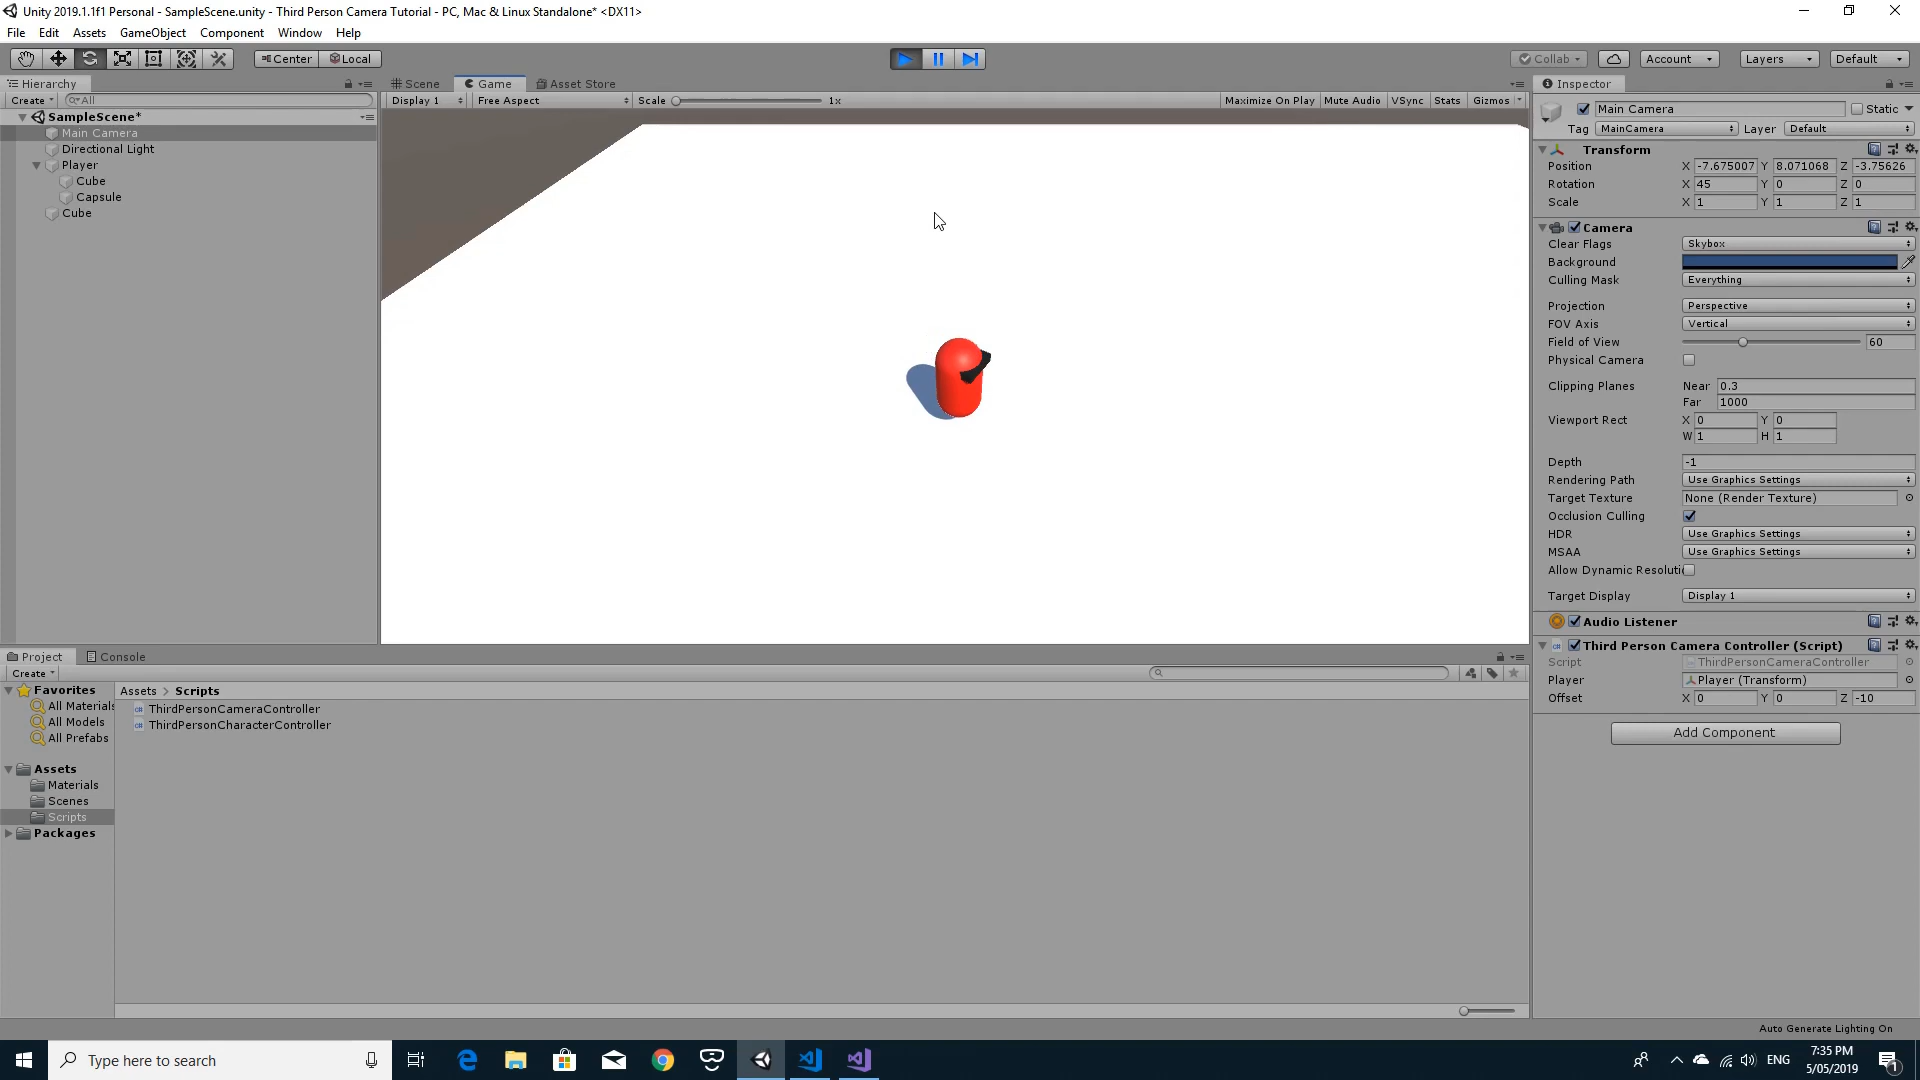 Unity 2019.1.1f1 Personal - SampleScene.unity - Third Person Camera Tutorial - PC, Mac & Linux Standalone* <DX11>
File Edit Assets GameObject Component Window Help
Center Local Collab Account Layers Default
Hierarchy
Create All
SampleScene*
Main Camera
Directional Light
Player
Cube
Capsule
Cube
Scene Game Asset Store
Display 1 Free Aspect Scale 1x Maximize On Play Mute Audio VSync Stats Gizmos
Inspector
Main Camera Static
Tag MainCamera Layer Default
Transform
Position X -7.675007 Y 8.071068 Z -3.75626
Rotation X 45 Y 0 Z 0
Scale X 1 Y 1 Z 1
Camera
Clear Flags Skybox
Background
Culling Mask Everything
Projection Perspective
FOV Axis Vertical
Field of View 60
Physical Camera
Clipping Planes Near 0.3
Far 1000
Viewport Rect X 0 Y 0
W 1 H 1
Depth -1
Rendering Path Use Graphics Settings
Target Texture None (Render Texture)
Occlusion Culling
HDR Use Graphics Settings
MSAA Use Graphics Settings
Allow Dynamic Resoluti
Target Display Display 1
Audio Listener
Third Person Camera Controller (Script)
Script ThirdPersonCameraController
Player Player (Transform)
Offset X 0 Y 0 Z -10
Add Component
Project Console
Create
Favorites
All Materials
All Models
All Prefabs
Assets
Materials
Scenes
Scripts
Packages
Assets > Scripts
ThirdPersonCameraController
ThirdPersonCharacterController
Auto Generate Lighting On
Type here to search
ENG
7:35 PM
5/05/2019
1